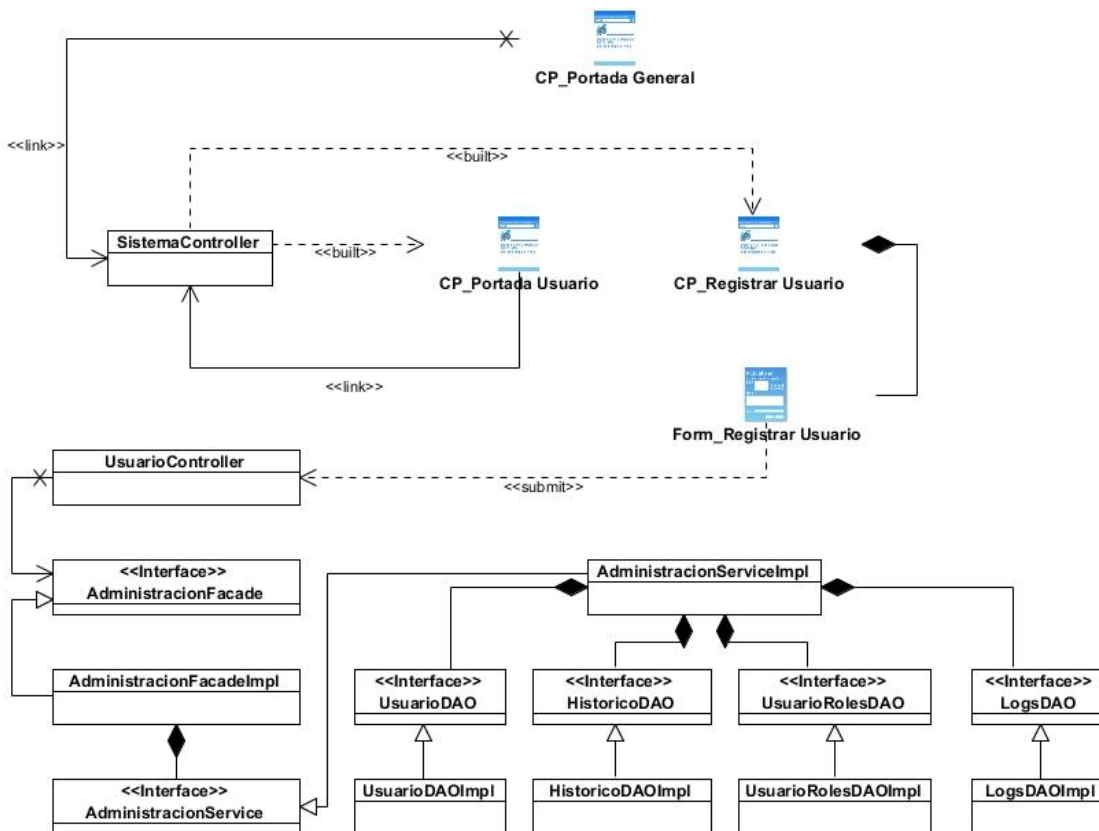 CP_Portada General
<<link>>
<<built>>
SistemaController
<<built>>
CP_Portada Usuario
CP_Registrar Usuario
<<link>>
Form_Registrar Usuario
UsuarioController
<<submit>>
<<Interface>>
AdministracionFacade
AdministracionServiceImpl
AdministracionFacadeImpl
<<Interface>>
UsuarioDAO
<<Interface>>
HistoricoDAO
<<Interface>>
UsuarioRolesDAO
<<Interface>>
LogsDAO
<<Interface>>
AdministracionService
UsuarioDAOImpl
HistoricoDAOImpl
UsuarioRolesDAOImpl
LogsDAOImpl